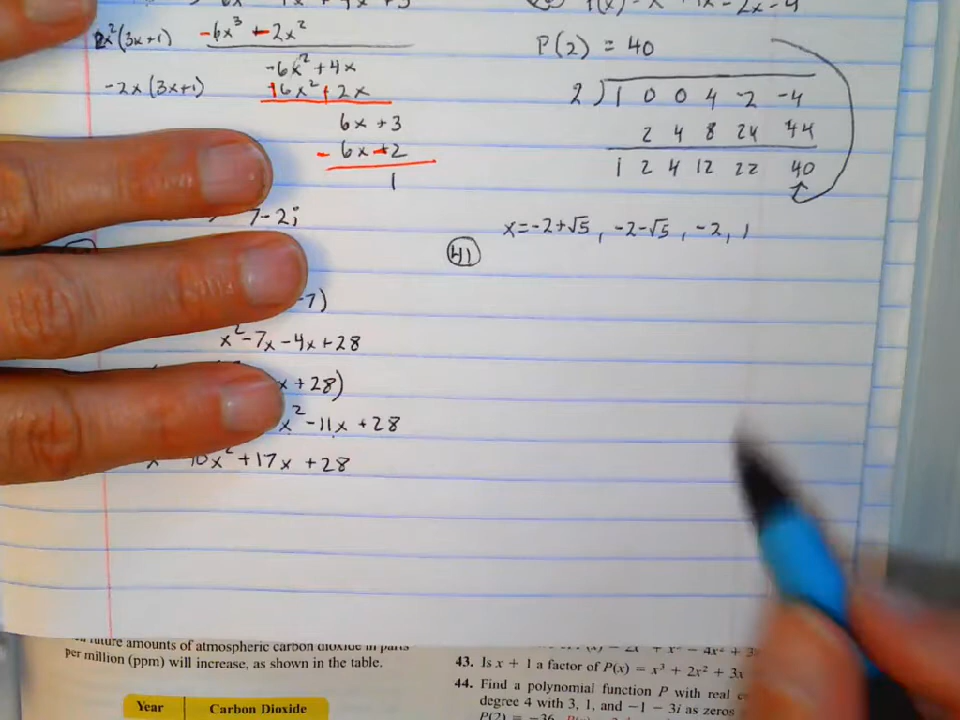 2x²(3x+1) -6x³ + -2x²
-6x² + 4x
-2x(3x+1) +6x² + 2x
6x + 3
- 6x + 2
1
7-2i
-7)
x²-7x-4x+28
x+28)
x²-11x+28
10x²+17x+28
P(2) = 40
2) 1 0 0 4 -2 -4
2 4 8 24 44
1 2 4 12 22 40
x=-2+√5, -2-√5, -2, 1
41
future amounts of atmospheric carbon dioxide in parts
per million (ppm) will increase, as shown in the table.
Year Carbon Dioxide
43. Is x + 1 a factor of P(x) = x³ + 2x² + 3x
44. Find a polynomial function P with real
degree 4 with 3, 1, and −1 − 3i as zeros
P(2) = −36.